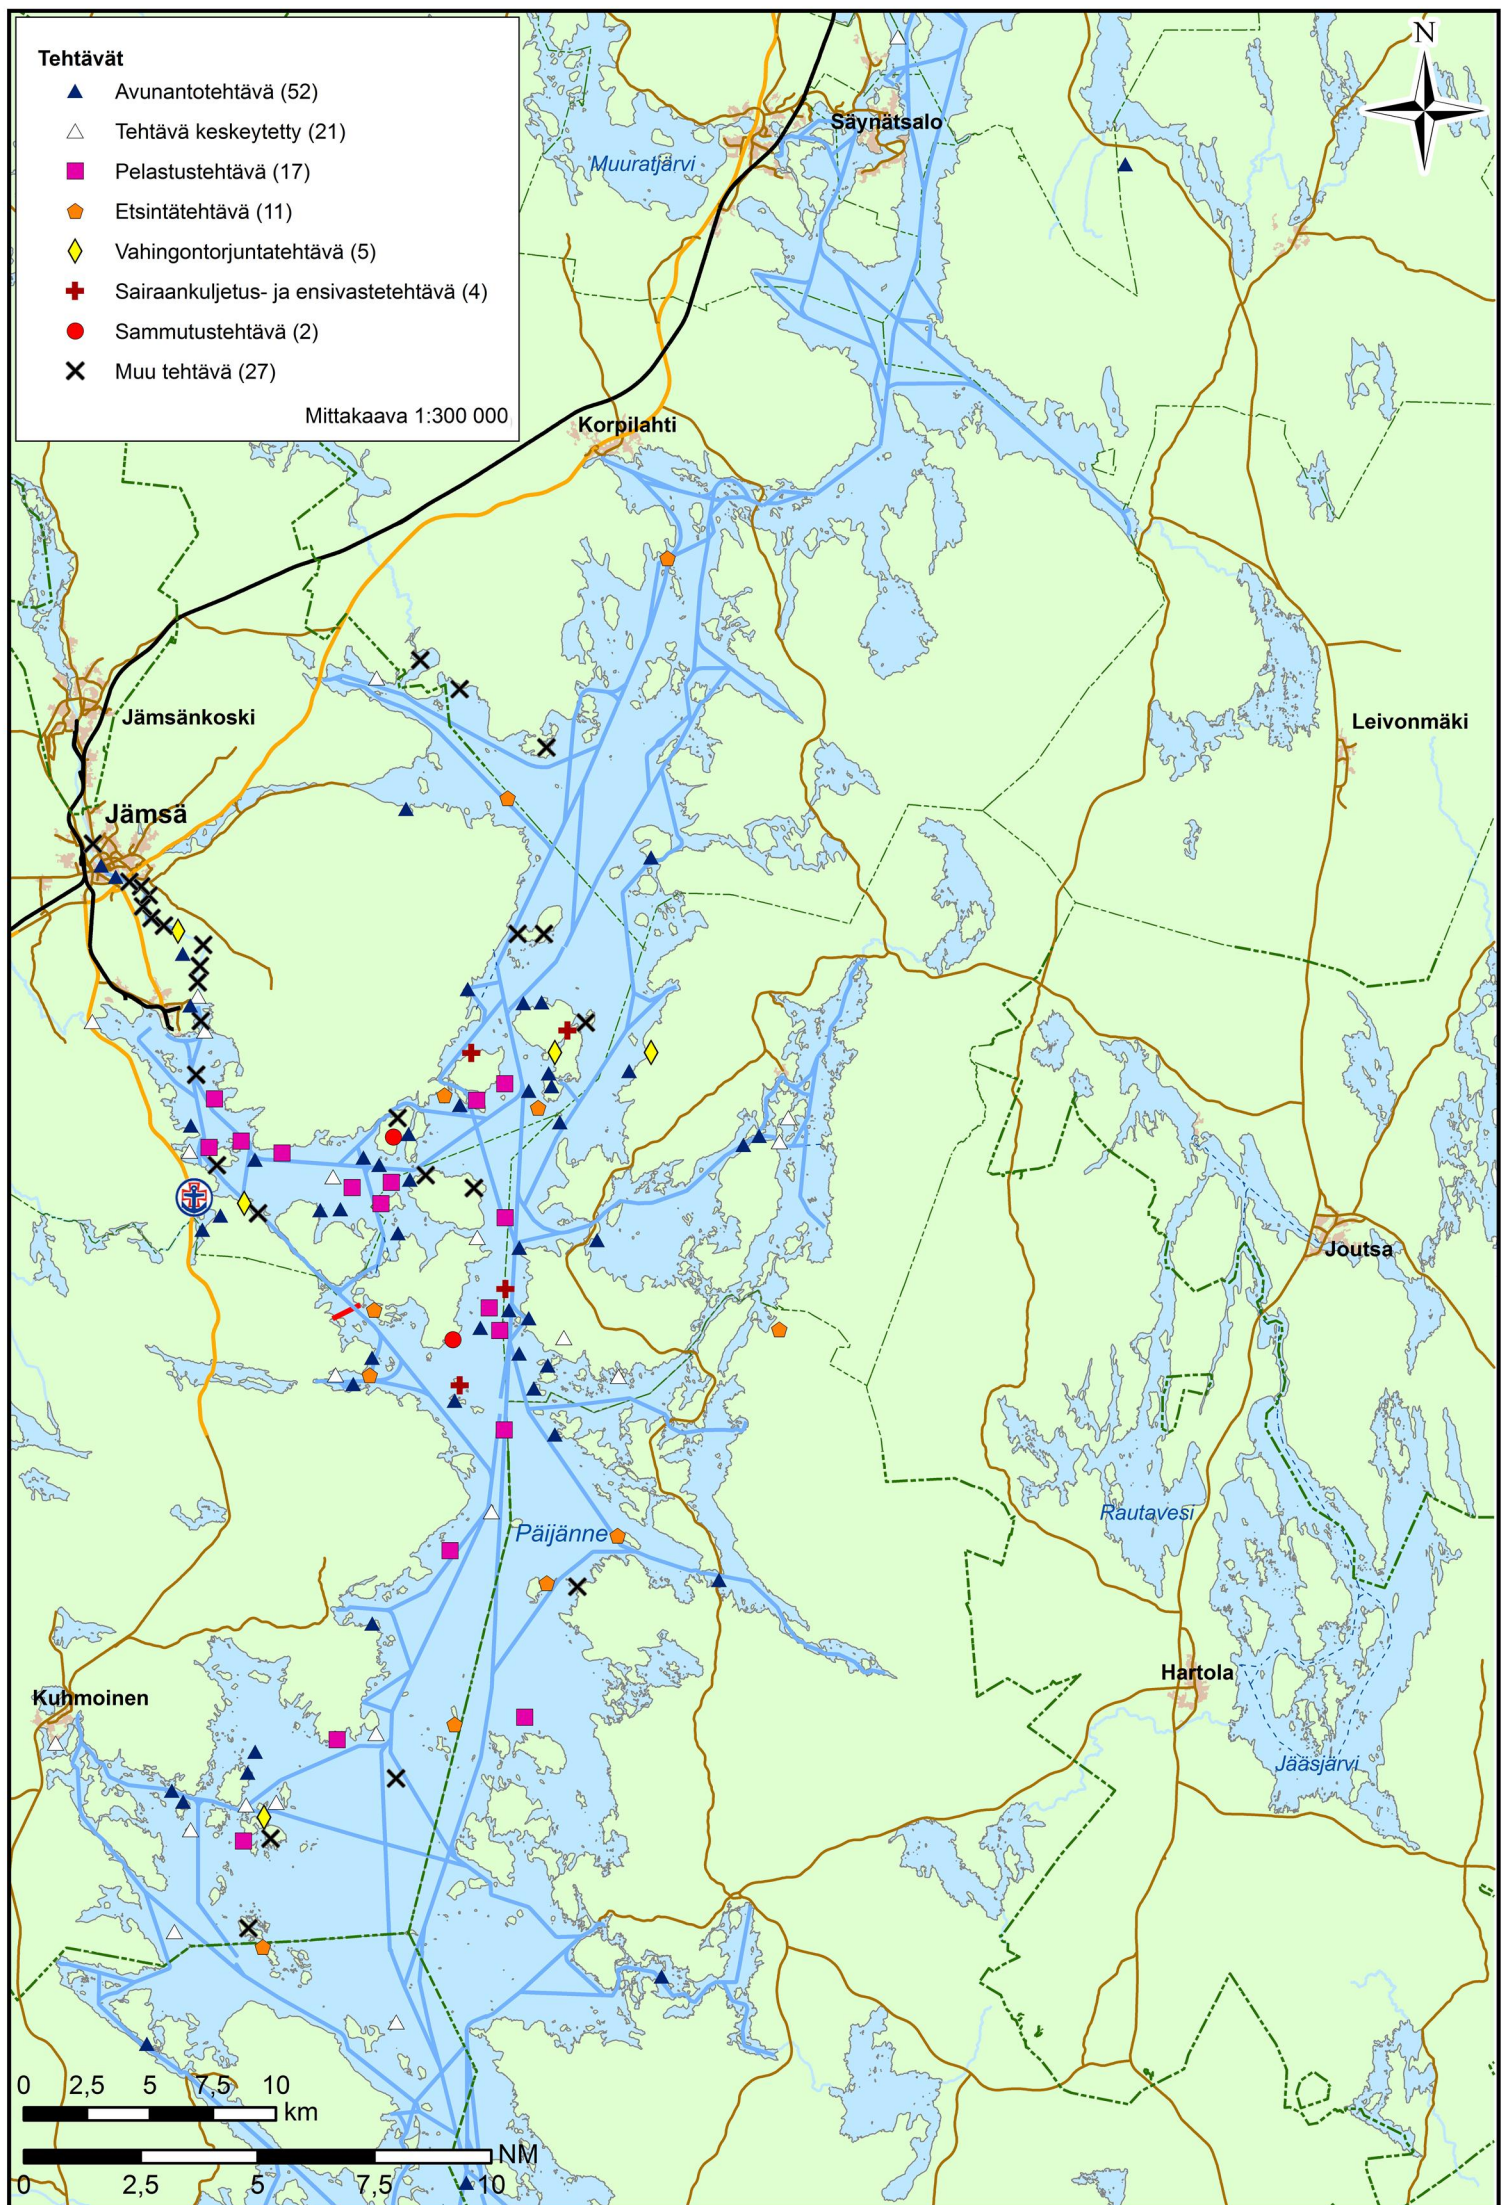 Tehtävät
Avunantotehtävä (52)
Tehtävä keskeytetty (21)
Pelastustehtävä (17)
Etsintätehtävä (11)
Vahingontorjuntatehtävä (5)
Sairaankuljetus- ja ensivastetehtävä (4)
Sammutustehtävä (2)
Muu tehtävä (27)
Mittakaava 1:300 000
N
Säynätsalo
Muuratjärvi
Korpilahti
Jämsänkoski
Leivonmäki
Jämsä
Joutsa
Rautavesi
Päijänne
Hartola
Kuhmoinen
Jääsjärvi
0 2,5 5 7,5 10
km
NM
0 2,5 5 7,5 10